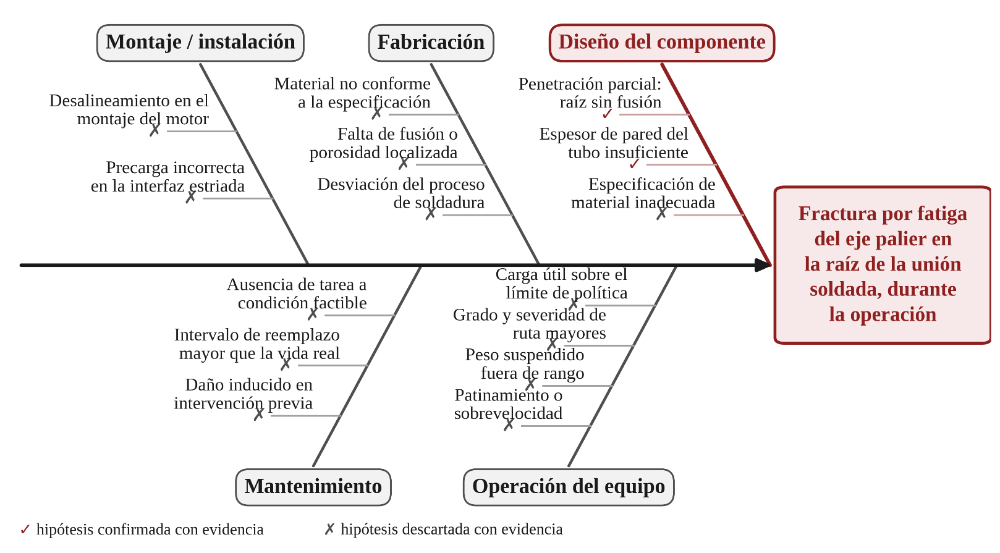 Montaje / instalación
Fabricación
Diseño del componente
Desalineamiento en el
montaje del motor
✗
Precarga incorrecta
en la interfaz estriada
✗
Material no conforme
a la especificación
✗
Falta de fusión o
porosidad localizada
✗
Desviación del proceso
de soldadura
✗
Penetración parcial:
raíz sin fusión
✓
Espesor de pared del
tubo insuficiente
✓
Especificación de
material inadecuada
✗
Fractura por fatiga
del eje palier en
la raíz de la unión
soldada, durante
la operación
Ausencia de tarea a
condición factible
✗
Intervalo de reemplazo
mayor que la vida real
✗
Daño inducido en
intervención previa
✗
Carga útil sobre el
límite de política
✗
Grado y severidad de
ruta mayores
✗
Peso suspendido
fuera de rango
✗
Patinamiento o
sobrevelocidad
✗
Mantenimiento
Operación del equipo
✓ hipótesis confirmada con evidencia
✗ hipótesis descartada con evidencia